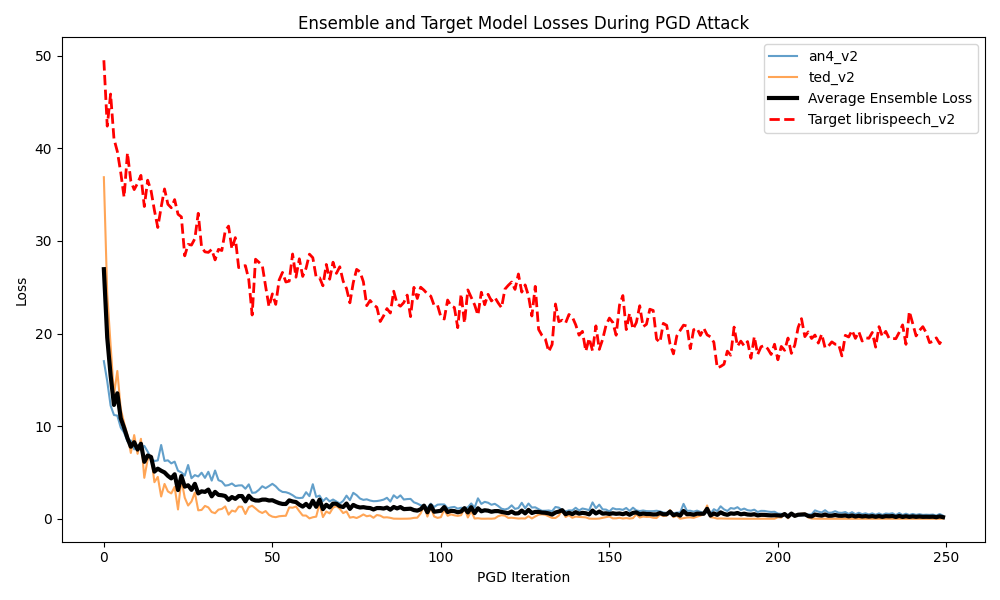 Ensemble and Target Model Losses During PGD Attack
an4_v2
ted_v2
Average Ensemble Loss
Target librispeech_v2
50
40
30
20
10
0
Loss
0 50 100 150 200 250
PGD Iteration